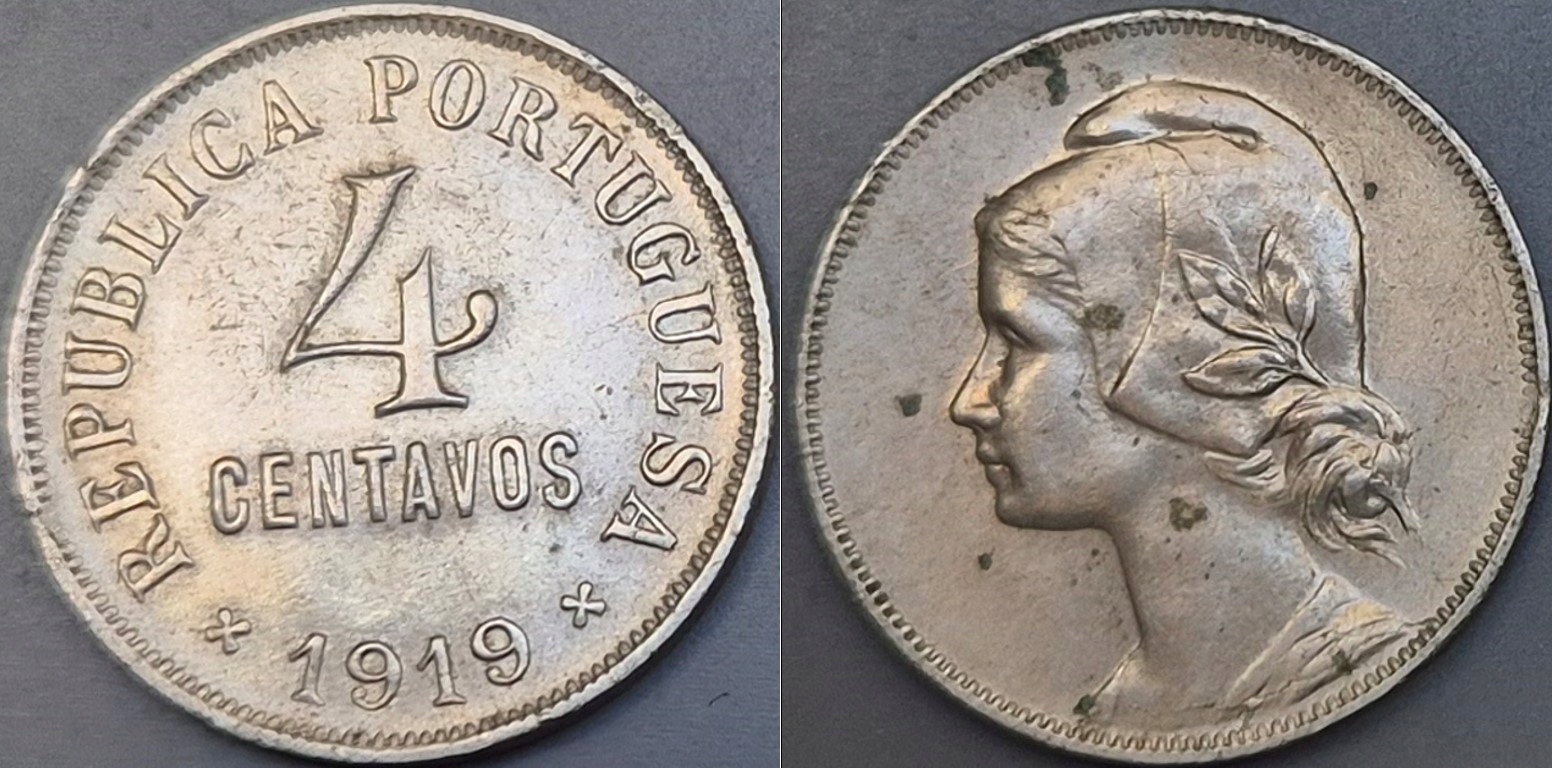 REPUBLICA PORTUGUESA
4
CENTAVOS
* 1919 *